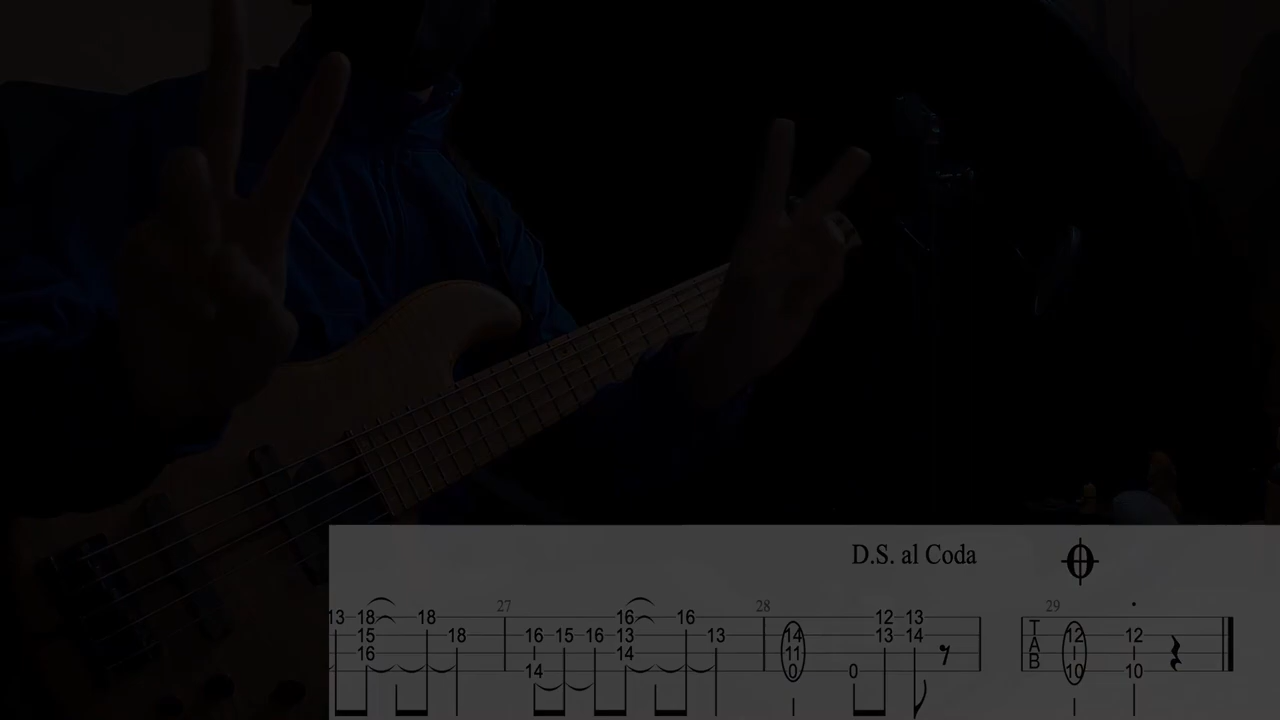 D.S. al Coda
27 28 29
13 18 18 16 16 12 13
15 18 16 15 16 13 13 13 14 14 12 12
16 14 11
14 0 0 10 10
T
A
B